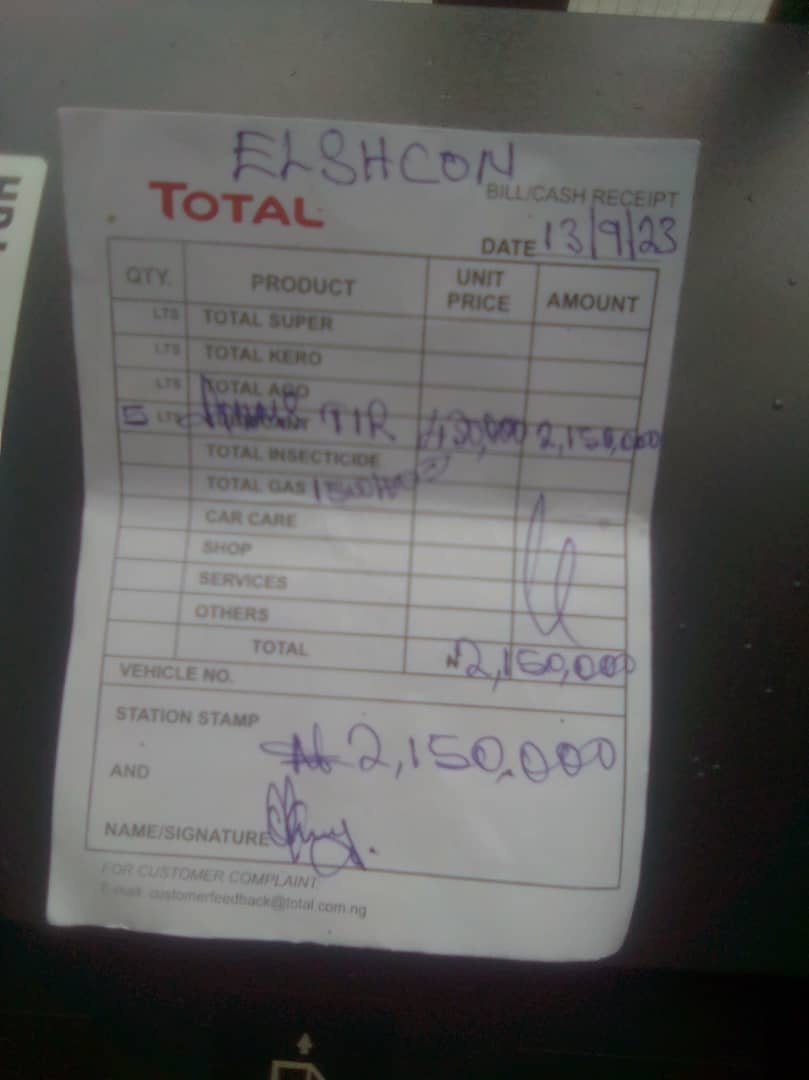 ELSHCON
TOTAL
BILL/CASH RECEIPT
DATE 13/9/23
QTY. PRODUCT UNIT PRICE AMOUNT
LTS TOTAL SUPER
LTS TOTAL KERO
LTS TOTAL AGO
5 LTS TIR 430,000 2,150,000
TOTAL INSECTICIDE
TOTAL GAS
CAR CARE
SHOP
SERVICES
OTHERS
TOTAL ₦2,150,000
VEHICLE NO.
STATION STAMP
₦2,150,000
AND
NAME/SIGNATURE
FOR CUSTOMER COMPLAINT
E-mail: customerfeedback@total.com.ng